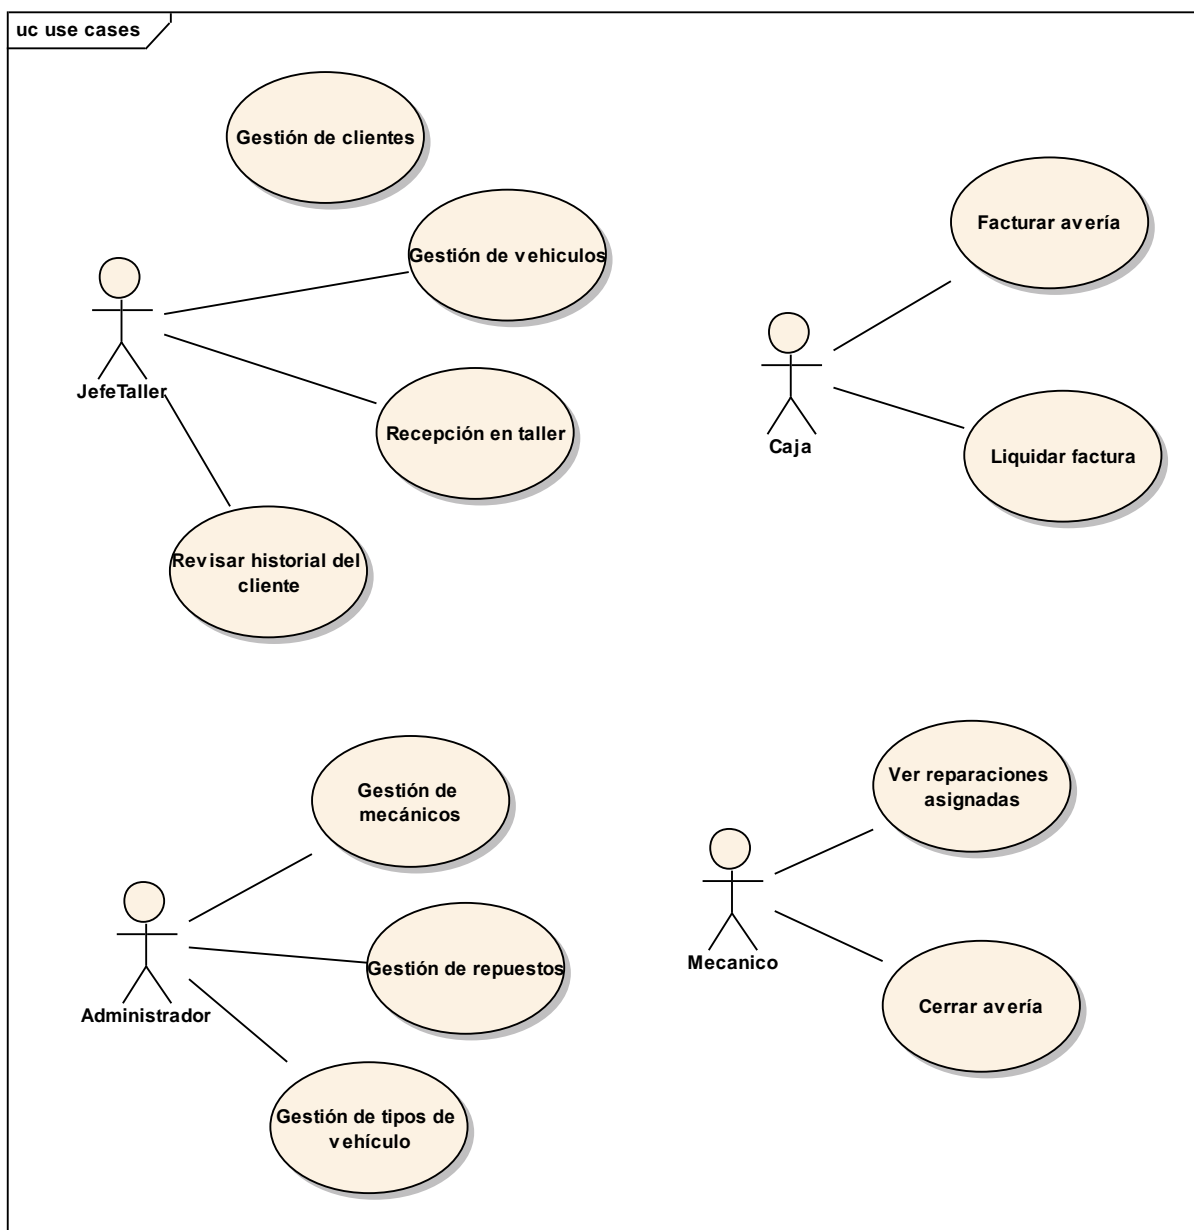 uc use cases
Gestión de clientes
Gestión de vehiculos
JefeTaller
Recepción en taller
Revisar historial del
cliente
Facturar avería
Caja
Liquidar factura
Gestión de
mecánicos
Administrador
Gestión de repuestos
Gestión de tipos de
vehículo
Ver reparaciones
asignadas
Mecanico
Cerrar avería